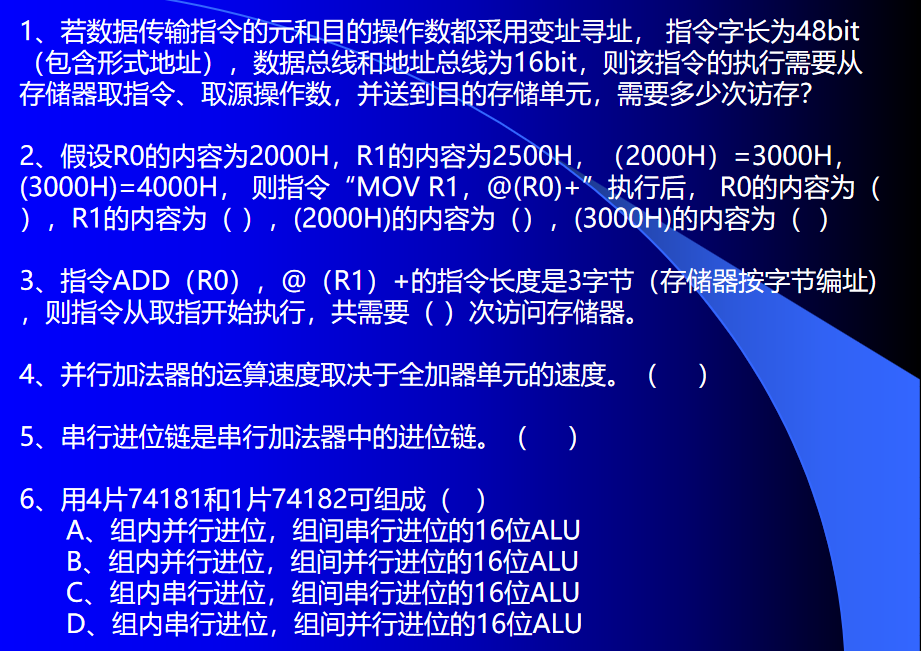 1、若数据传输指令的元和目的操作数都采用变址寻址， 指令字长为48bit
（包含形式地址），数据总线和地址总线为16bit，则该指令的执行需要从
存储器取指令、取源操作数，并送到目的存储单元，需要多少次访存？
2、假设R0的内容为2000H，R1的内容为2500H，（2000H）=3000H，
(3000H)=4000H， 则指令“MOV R1，@(R0)+”执行后， R0的内容为（
），R1的内容为（ ），(2000H)的内容为（），(3000H)的内容为（ ）
3、指令ADD（R0），@（R1）+的指令长度是3字节（存储器按字节编址)
，则指令从取指开始执行，共需要（ ）次访问存储器。
4、并行加法器的运算速度取决于全加器单元的速度。（ ）
5、串行进位链是串行加法器中的进位链。（ ）
6、用4片74181和1片74182可组成（ ）
A、组内并行进位，组间串行进位的16位ALU
B、组内并行进位，组间并行进位的16位ALU
C、组内串行进位，组间串行进位的16位ALU
D、组内串行进位，组间并行进位的16位ALU